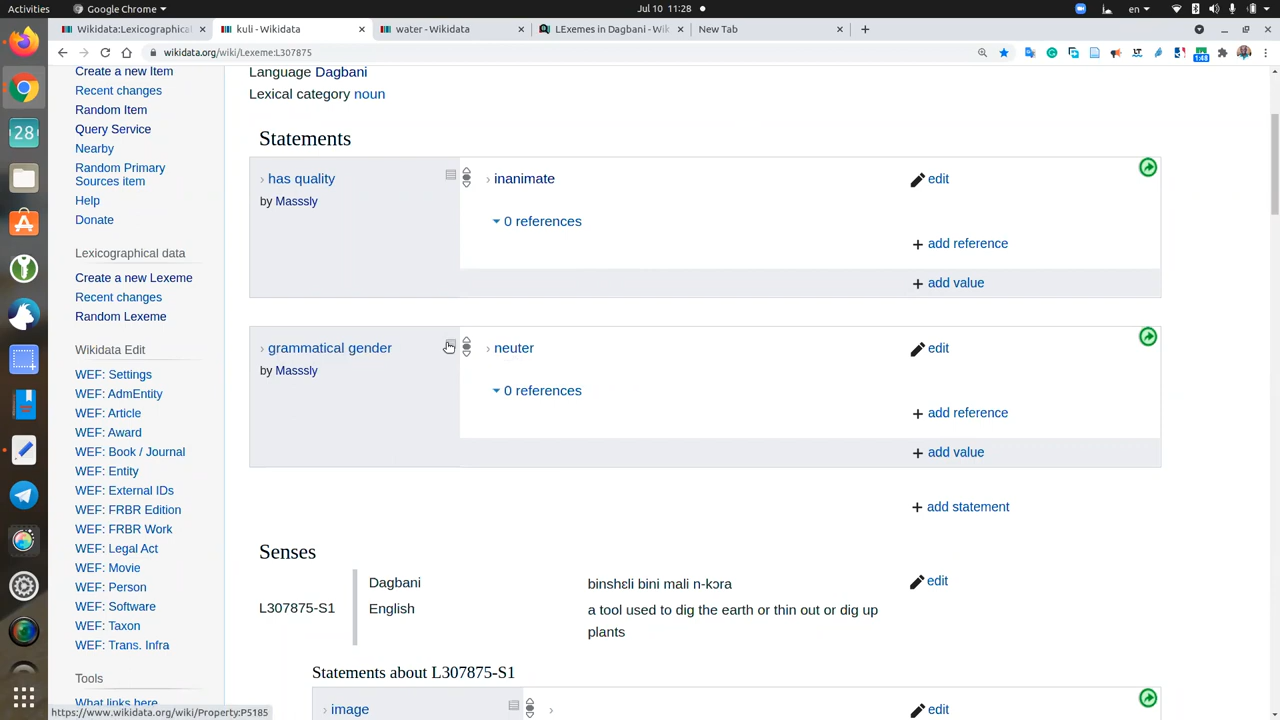 Activities
Google Chrome
Jul 10 11:28
en
Wikidata:Lexicographical
kuli - Wikidata
water - Wikidata
LExemes in Dagbani - Wik
New Tab
wikidata.org/wiki/Lexeme:L307875
1:48
28
Create a new Item
Recent changes
Random Item
Query Service
Nearby
Random Primary
Sources item
Help
Donate
Lexicographical data
Create a new Lexeme
Recent changes
Random Lexeme
Wikidata Edit
WEF: Settings
WEF: AdmEntity
WEF: Article
WEF: Award
WEF: Book / Journal
WEF: Entity
WEF: External IDs
WEF: FRBR Edition
WEF: FRBR Work
WEF: Legal Act
WEF: Movie
WEF: Person
WEF: Software
WEF: Taxon
WEF: Trans. Infra
Tools
What links here
https://www.wikidata.org/wiki/Property:P5185
Language Dagbani
Lexical category noun
Statements
has quality
by Masssly
inanimate
edit
0 references
+ add reference
+ add value
grammatical gender
by Masssly
neuter
edit
0 references
+ add reference
+ add value
+ add statement
Senses
L307875-S1
Dagbani
binshɛli bini mali n-kɔra
edit
English
a tool used to dig the earth or thin out or dig up
plants
Statements about L307875-S1
image
edit